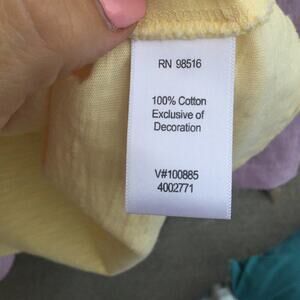 RN 98516
100% Cotton
Exclusive of
Decoration
V#100885
4002771